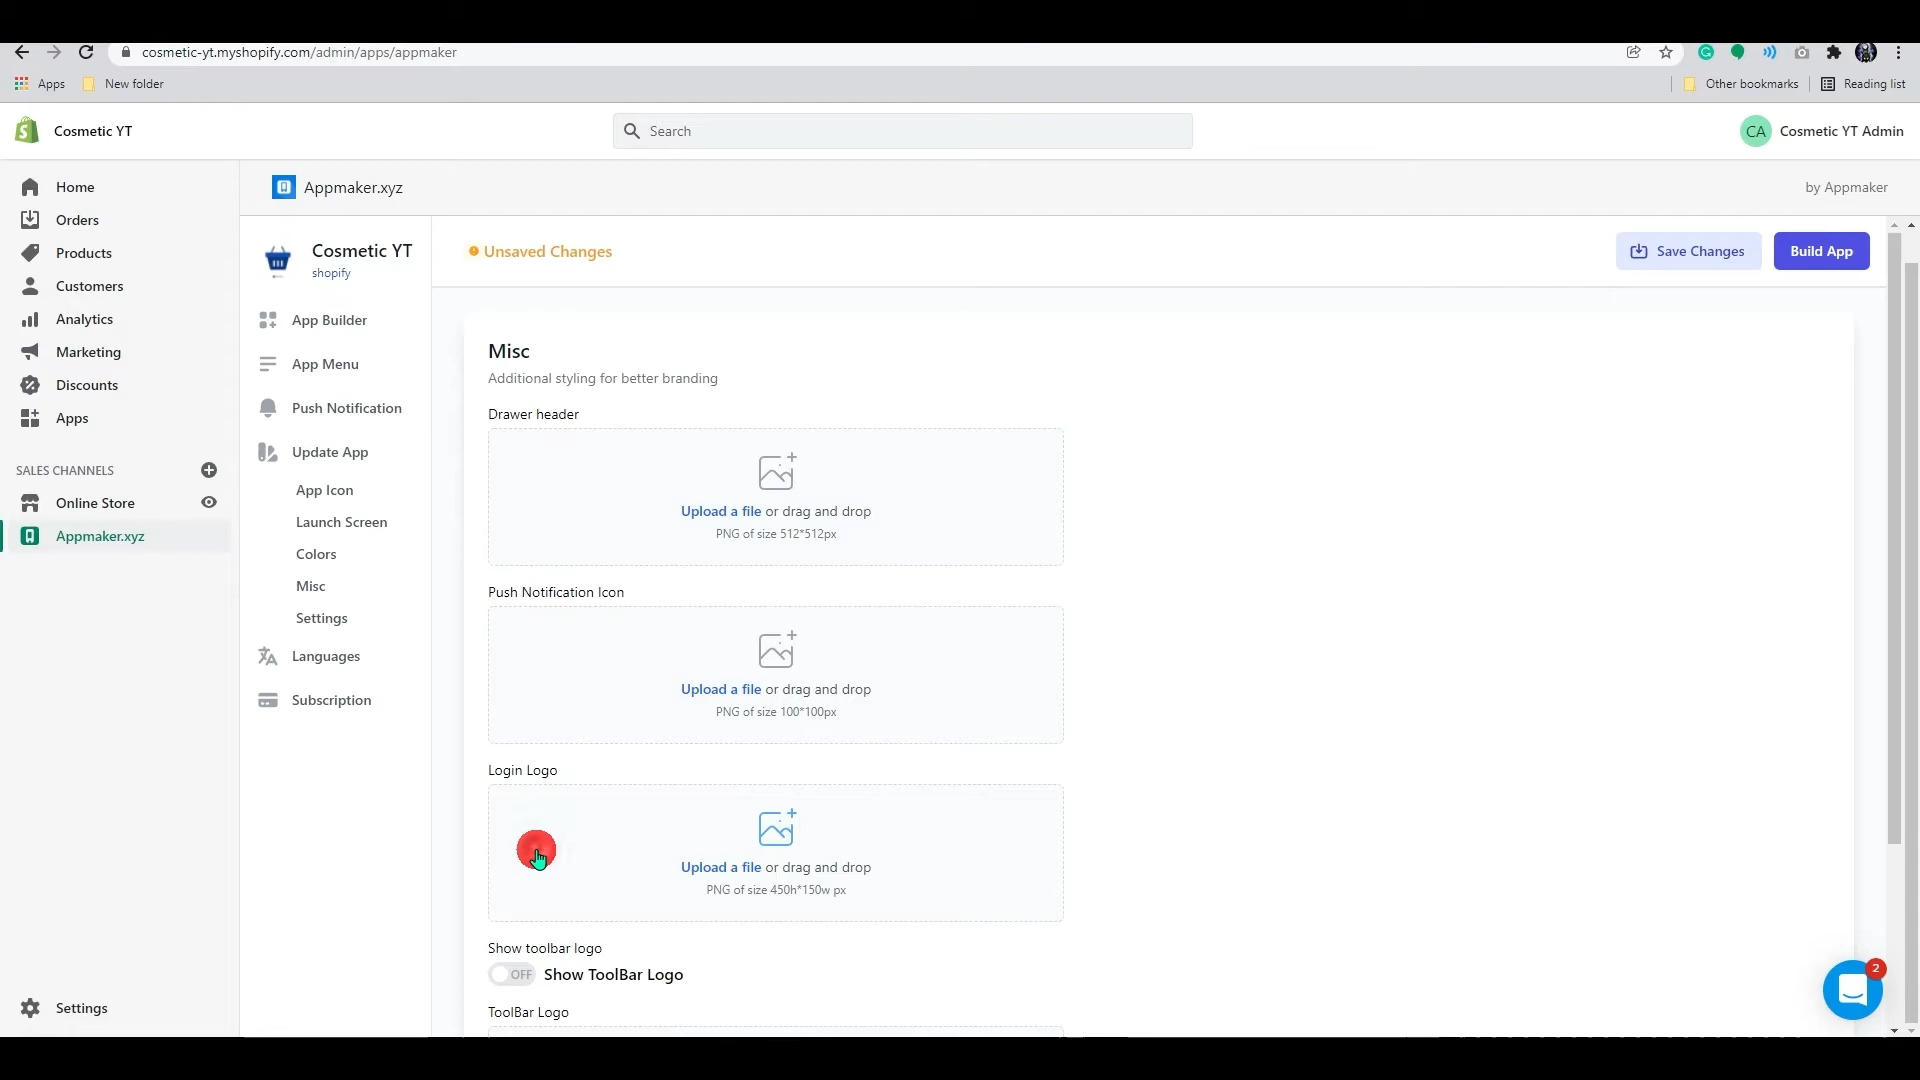 cosmetic-yt.myshopify.com/admin/apps/appmaker
Apps
New folder
Other bookmarks
Reading list
Cosmetic YT
Search
CA
Cosmetic YT Admin
Home
Orders
Products
Customers
Analytics
Marketing
Discounts
Apps
SALES CHANNELS
Online Store
Appmaker.xyz
Settings
Appmaker.xyz
by Appmaker
Cosmetic YT
shopify
App Builder
App Menu
Push Notification
Update App
App Icon
Launch Screen
Colors
Misc
Settings
Languages
Subscription
Unsaved Changes
Save Changes
Build App
Misc
Additional styling for better branding
Drawer header
Upload a file or drag and drop
PNG of size 512*512px
Push Notification Icon
Upload a file or drag and drop
PNG of size 100*100px
Login Logo
Upload a file or drag and drop
PNG of size 450h*150w px
Show toolbar logo
OFF Show ToolBar Logo
ToolBar Logo
2